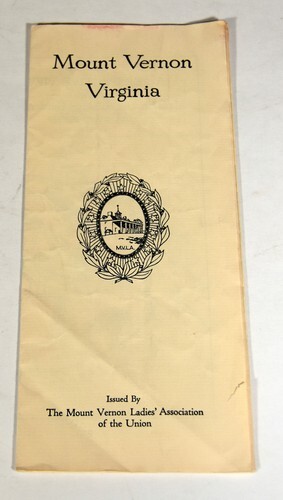 Mount Vernon
Virginia
M.V.L.A.
Issued By
The Mount Vernon Ladies' Association
of the Union